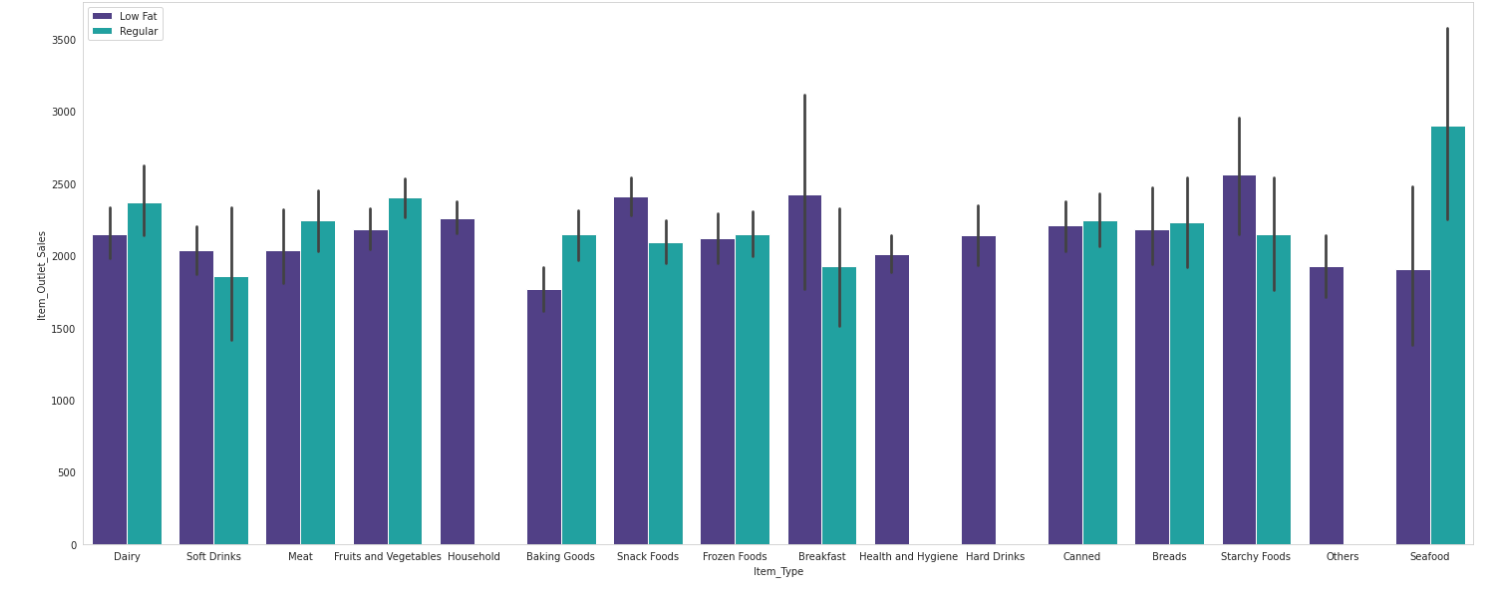 Low Fat
Regular
Item_Outlet_Sales
3500
3000
2500
2000
1500
1000
500
0
Dairy Soft Drinks Meat Fruits and Vegetables Household Baking Goods Snack Foods Frozen Foods Breakfast Health and Hygiene Hard Drinks Canned Breads Starchy Foods Others Seafood
Item_Type